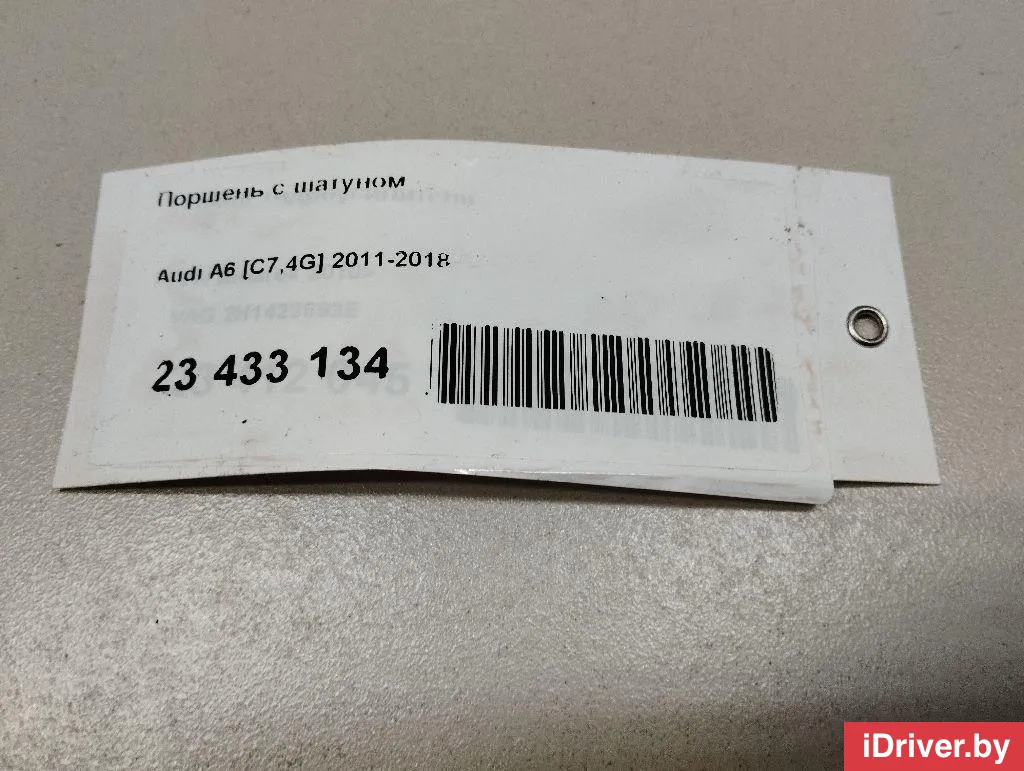 Поршень с шатуном
Audi A6 [C7,4G] 2011-2018
23 433 134
iDriver.by